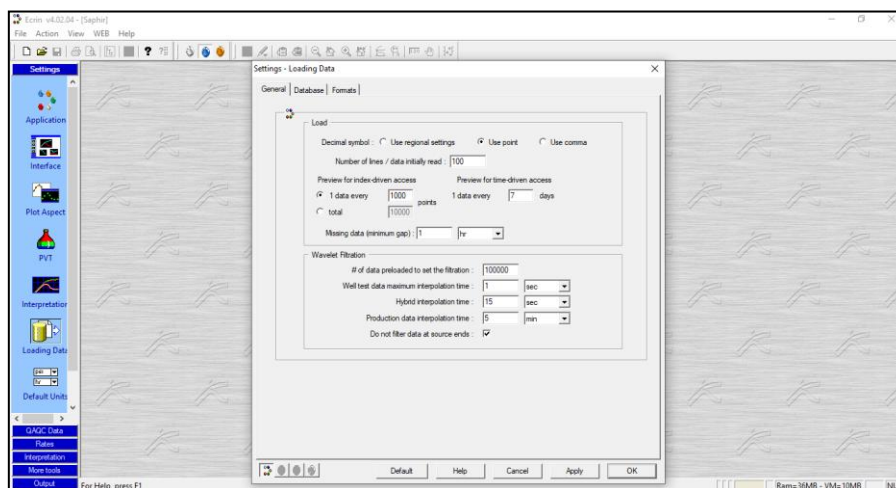 Ecrin v4.02.04 - [Saphir]
File Action View WEB Help
Settings
Application
Interface
Plot Aspect
PVT
Interpretation
Loading Data
psi
hr
Default Units
QAQC Data
Rates
Interpretation
More tools
Output
Settings - Loading Data
General Database Formats
Load
Decimal symbol : Use regional settings Use point Use comma
Number of lines / data initially read : 100
Preview for index-driven access Preview for time-driven access
1 data every 1000 points 1 data every 7 days
total 10000
Missing data (minimum gap) : 1 hr
Wavelet Filtration
# of data preloaded to set the filtration : 100000
Well test data maximum interpolation time : 1 sec
Hybrid interpolation time : 15 sec
Production data interpolation time : 5 min
Do not filter data at source ends :
Default Help Cancel Apply OK
For Help, press F1 Ram=36MB - VM=10MB